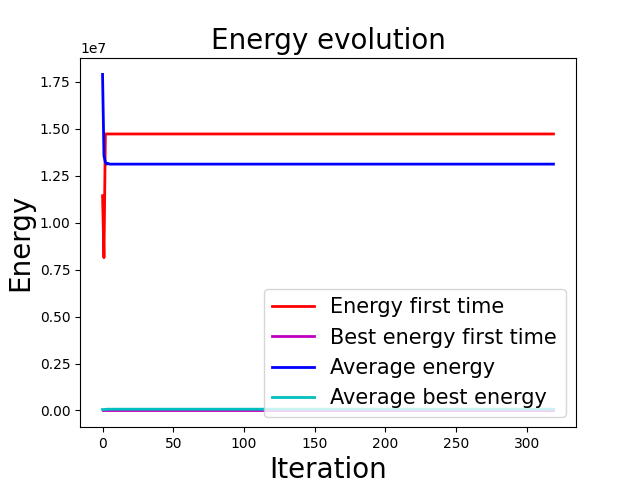 Energy evolution
1e7
1.75
1.50
1.25
1.00
0.75
0.50
0.25
0.00
Energy
Energy first time
Best energy first time
Average energy
Average best energy
0 50 100 150 200 250 300
Iteration